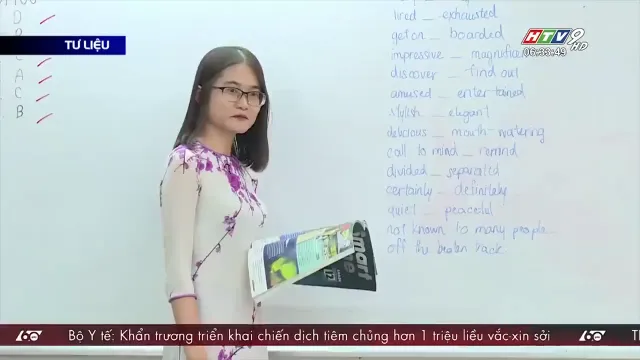 TƯ LIỆU
HTV9 HD
06:33:49
D
C
A
C
B
tired _ exhausted
get on _ boarded
impressive _ magnific
discover _ find out
amused _ entertained
stylish _ elegant
delicious _ mouth-watering
call to mind _ remind
divided _ separated
certainly _ definitely
quiet _ peaceful
not known to many people
off the beaten track
smart
60
Bộ Y tế: Khẩn trương triển khai chiến dịch tiêm chủng hơn 1 triệu liều vắc-xin sởi
60